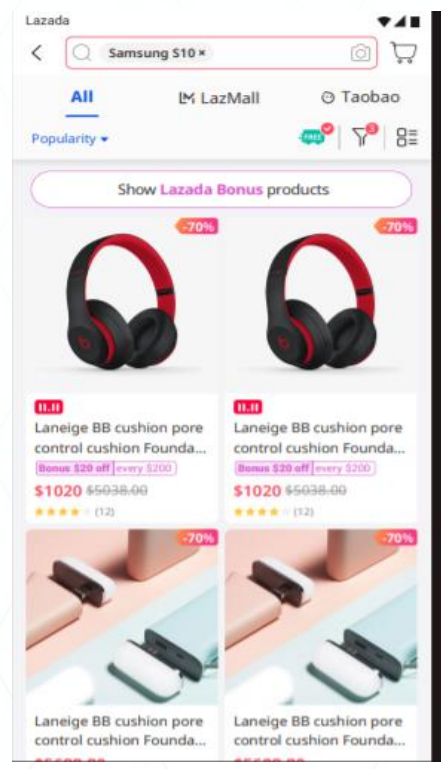 Lazada
Samsung S10 ×
All
LazMall
Taobao
Popularity
FREE
3
Show Lazada Bonus products
-70%
-70%
11.11
11.11
Laneige BB cushion pore
control cushion Founda...
Laneige BB cushion pore
control cushion Founda...
Bonus $20 off every $200
Bonus $20 off every $200
$1020 $5038.00
$1020 $5038.00
(12)
(12)
-70%
-70%
Laneige BB cushion pore
control cushion Founda...
Laneige BB cushion pore
control cushion Founda...